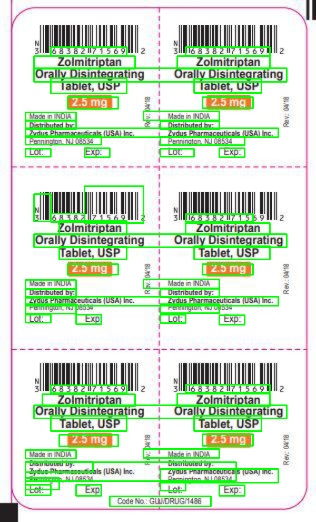 N 3 68382 71569 2 N 3 68382 71569 2
Zolmitriptan Zolmitriptan
Orally Disintegrating Orally Disintegrating
Tablet, USP Tablet, USP
2.5 mg 2.5 mg
Made in INDIA Made in INDIA
Distributed by: Distributed by:
Zydus Pharmaceuticals (USA) Inc. Zydus Pharmaceuticals (USA) Inc.
Pennington, NJ 08534 Pennington, NJ 08534
Lot: Exp: Lot: Exp:
Rev.: 04/18 Rev.: 04/18
N 3 68382 71569 2 N 3 68382 71569 2
Zolmitriptan Zolmitriptan
Orally Disintegrating Orally Disintegrating
Tablet, USP Tablet, USP
2.5 mg 2.5 mg
Made in INDIA Made in INDIA
Distributed by: Distributed by:
Zydus Pharmaceuticals (USA) Inc. Zydus Pharmaceuticals (USA) Inc.
Pennington, NJ 08534 Pennington, NJ 08534
Lot: Exp: Lot: Exp:
Rev.: 04/18 Rev.: 04/18
N 3 68382 71569 2 N 3 68382 71569 2
Zolmitriptan Zolmitriptan
Orally Disintegrating Orally Disintegrating
Tablet, USP Tablet, USP
2.5 mg 2.5 mg
Made in INDIA Made in INDIA
Distributed by: Distributed by:
Zydus Pharmaceuticals (USA) Inc. Zydus Pharmaceuticals (USA) Inc.
Pennington, NJ 08534 Pennington, NJ 08534
Lot: Exp: Lot: Exp:
Rev.: 04/18 Rev.: 04/18
Code No.: GUJ/DRUG/1486